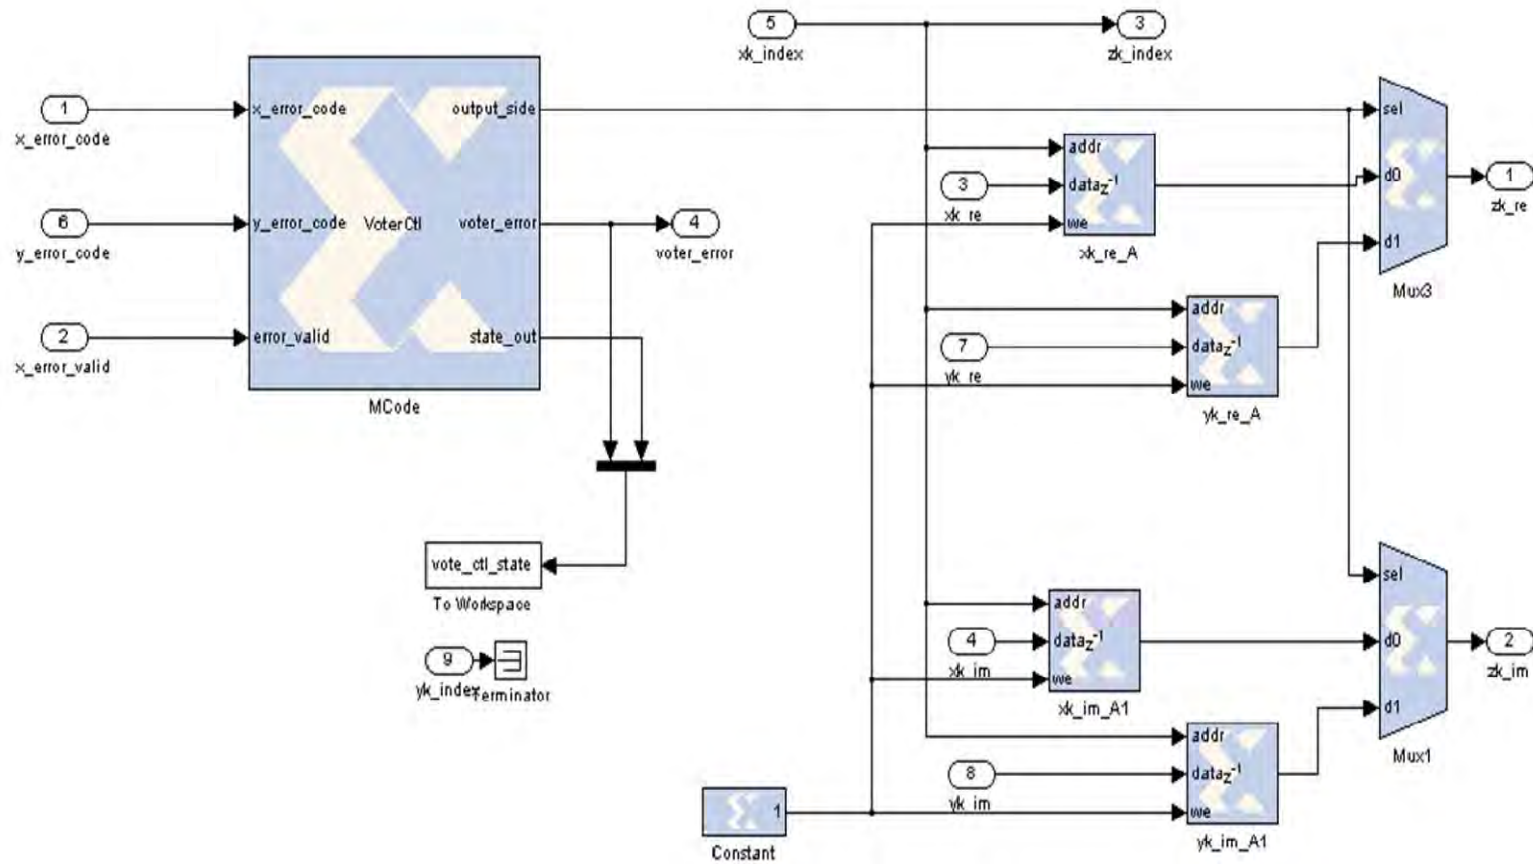 5
xk_index
3
zk_index
1
x_error_code
6
y_error_code
2
x_error_valid
x_error_code
output_side
y_error_code
VoterCtl
voter_error
error_valid
state_out
MCode
4
voter_error
vote_ctl_state
To Workspace
9
yk_index
Terminator
addr
3
data
z-1
xk_re
we
xk_re_A
addr
7
data
z-1
yk_re
we
yk_re_A
sel
d0
d1
Mux3
1
zk_re
addr
4
data
z-1
xk_im
we
xk_im_A1
addr
8
data
z-1
yk_im
we
yk_im_A1
sel
d0
d1
Mux1
2
zk_im
1
Constant